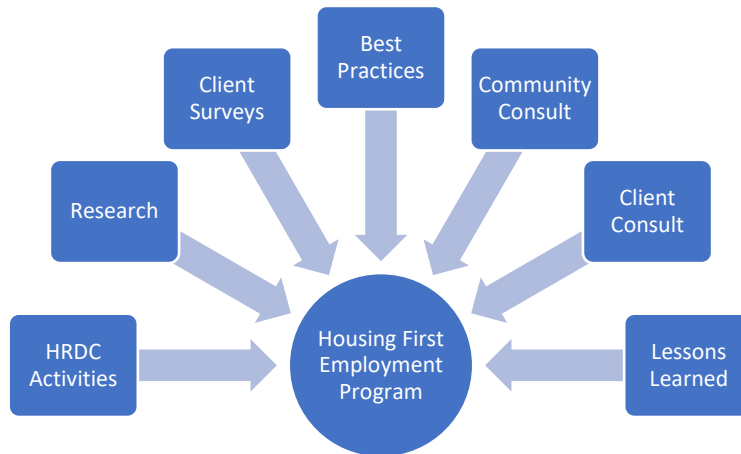 Best
Practices
Client
Surveys
Community
Consult
Research
Client
Consult
HRDC
Activities
Housing First
Employment
Program
Lessons
Learned